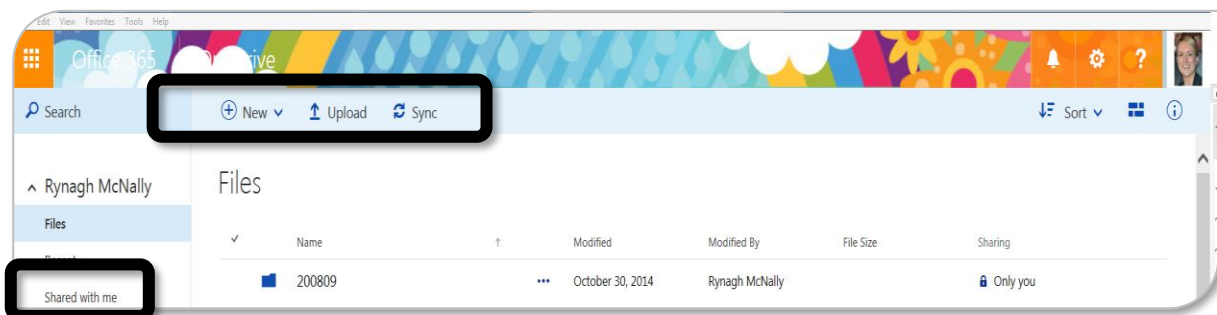 Edit View Favorites Tools Help
Office 365
Search
New Upload Sync
Sort
Rynagh McNally
Files
Shared with me
Files
Name Modified Modified By File Size Sharing
200809 October 30, 2014 Rynagh McNally Only you